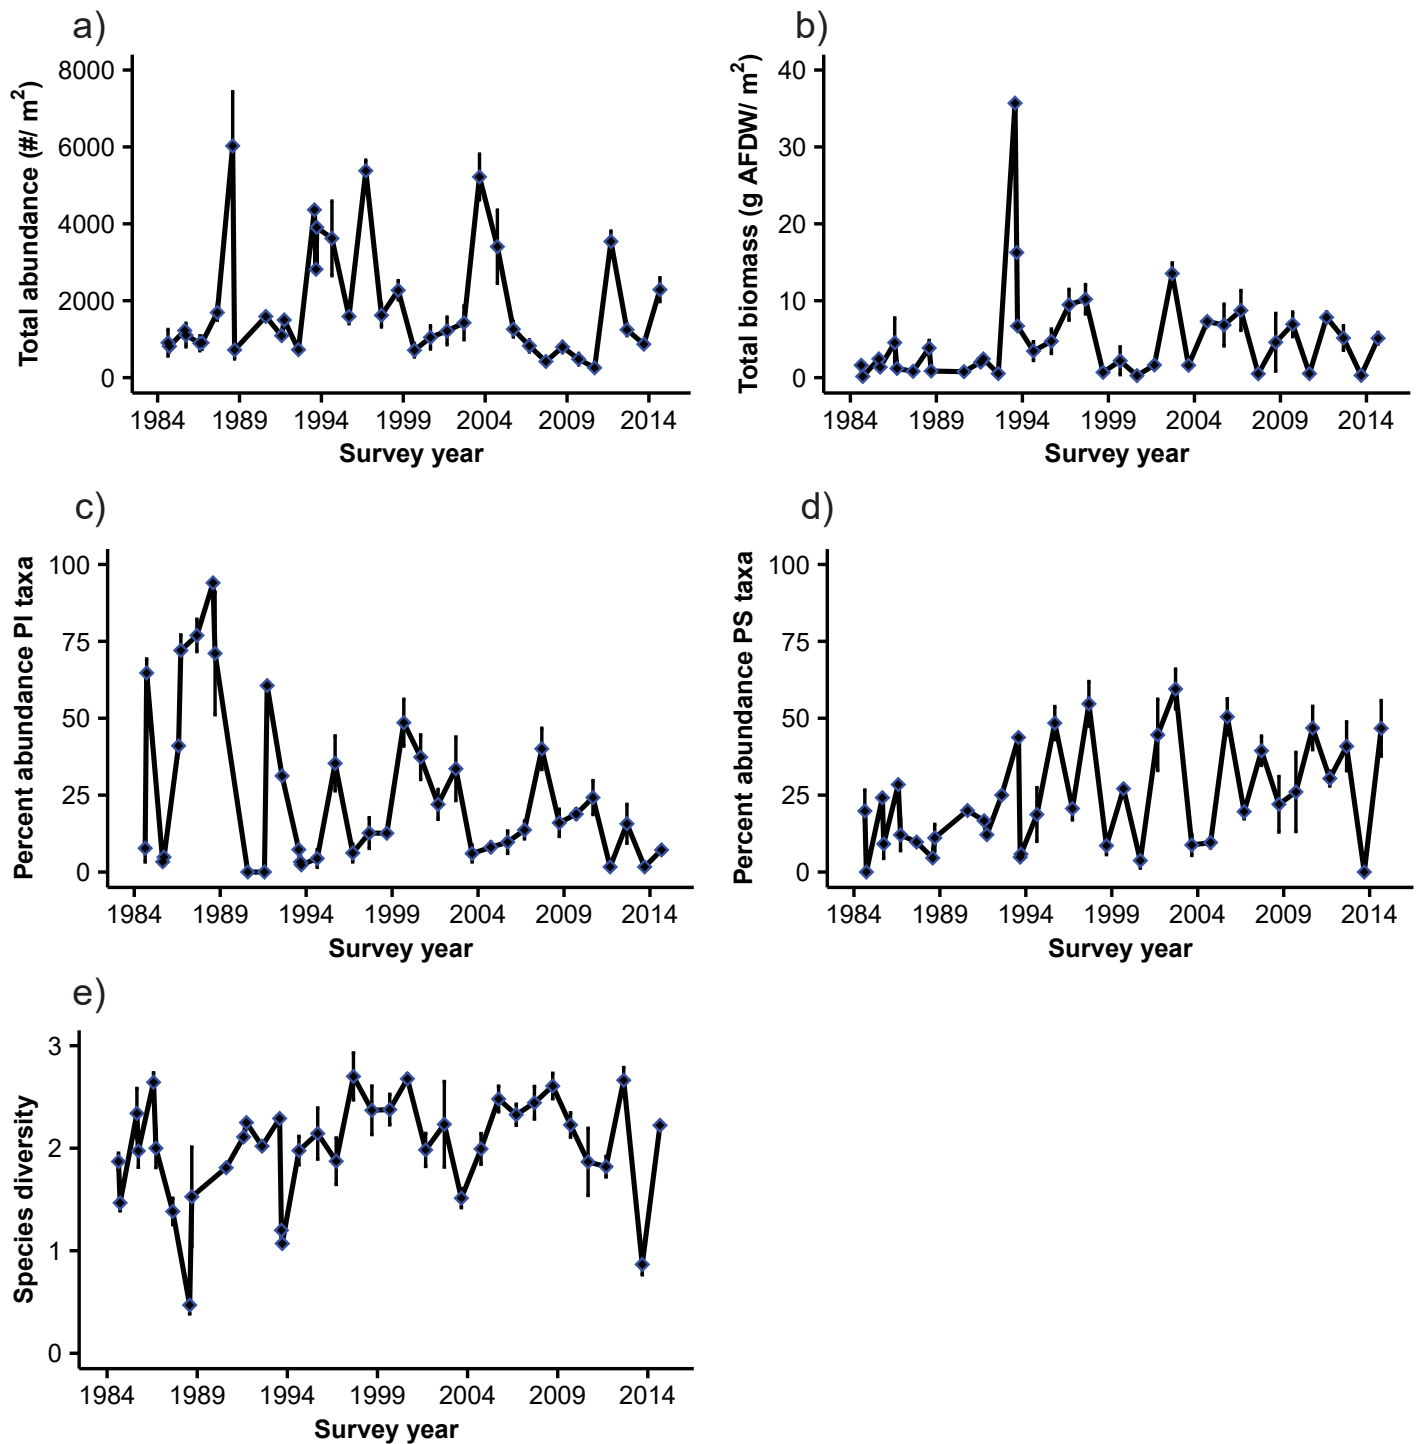 a)
Total abundance (#/ m²)
8000
6000
4000
2000
0
1984 1989 1994 1999 2004 2009 2014
Survey year
b)
Total biomass (g AFDW/ m²)
40
30
20
10
0
1984 1989 1994 1999 2004 2009 2014
Survey year
c)
Percent abundance PI taxa
100
75
50
25
0
1984 1989 1994 1999 2004 2009 2014
Survey year
d)
Percent abundance PS taxa
100
75
50
25
0
1984 1989 1994 1999 2004 2009 2014
Survey year
e)
Species diversity
3
2
1
0
1984 1989 1994 1999 2004 2009 2014
Survey year